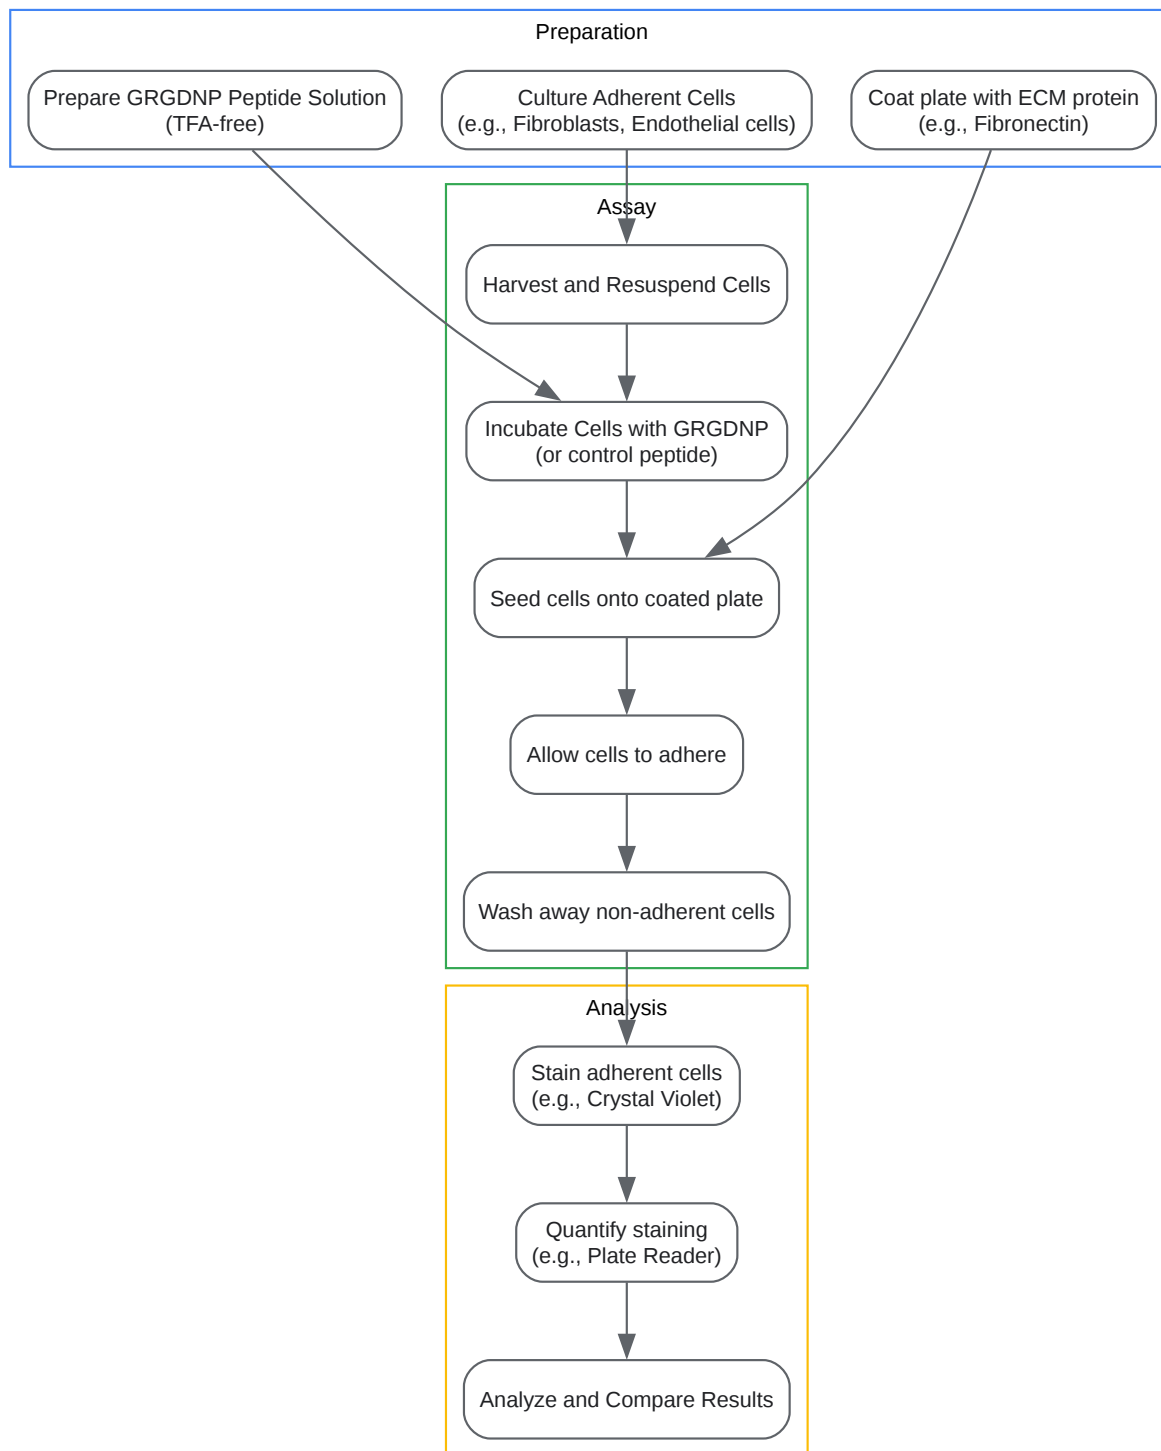 Preparation
Prepare GRGDNP Peptide Solution
(TFA-free)
Culture Adherent Cells
(e.g., Fibroblasts, Endothelial cells)
Coat plate with ECM protein
(e.g., Fibronectin)
Assay
Harvest and Resuspend Cells
Incubate Cells with GRGDNP
(or control peptide)
Seed cells onto coated plate
Allow cells to adhere
Wash away non-adherent cells
Analysis
Stain adherent cells
(e.g., Crystal Violet)
Quantify staining
(e.g., Plate Reader)
Analyze and Compare Results